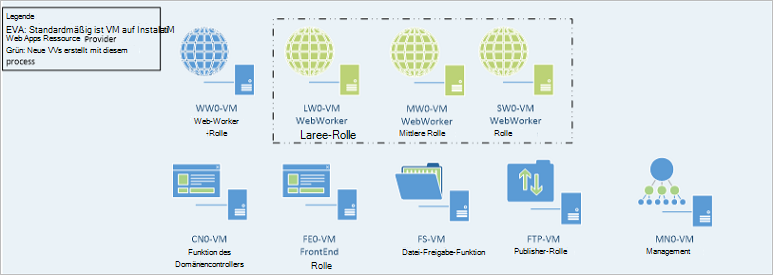 Legende
EVA: Standardmäßig ist VM auf Instalati
Web Apps Ressource Provider
Grün: Neue VVs erstellt mit diesem
process
WW0-VM
Web-Worker
-Rolle
LW0-VM
WebWorker
Laree-Rolle
MW0-VM
WebWorker
Mittlere Rolle
SW0-VM
WebWorker
Rolle
CN0-VM
Funktion des
Domänencontrollers
FE0-VM
FrontEnd
Rolle
FS-VM
Datei-Freigabe-Funktion
FTP-VM
Publisher-Rolle
MN0-VM
Management